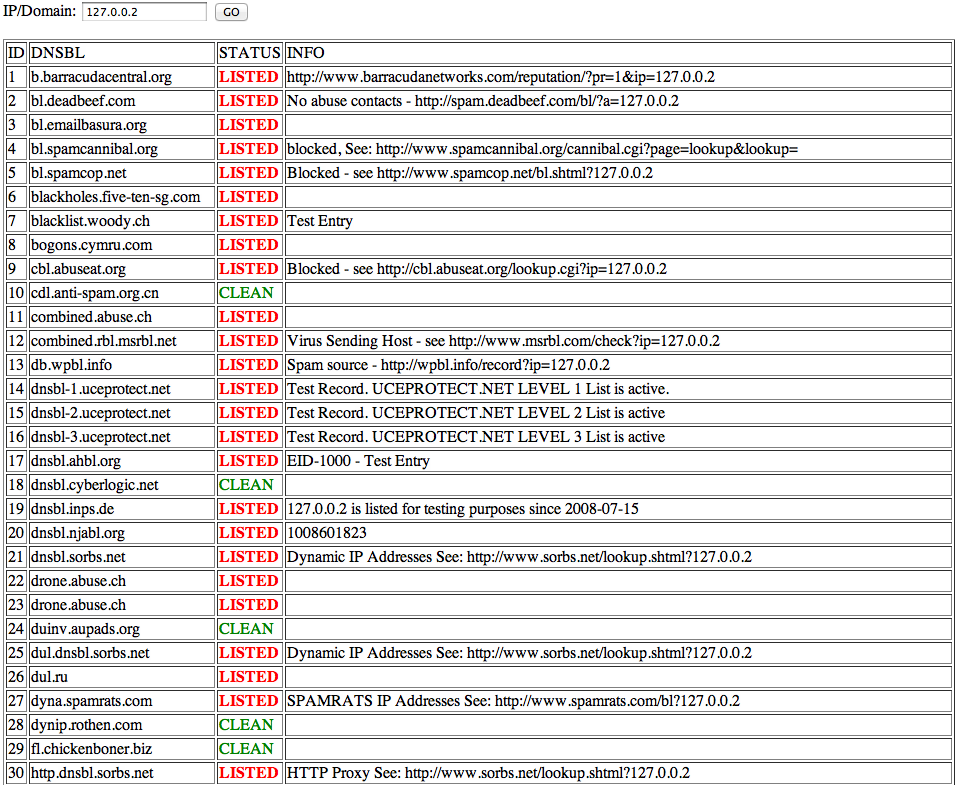 IP/Domain: 127.0.0.2 GO
ID DNSBL STATUS INFO
1 b.barracudacentral.org LISTED http://www.barracudanetworks.com/reputation/?pr=1&ip=127.0.0.2
2 bl.deadbeef.com LISTED No abuse contacts - http://spam.deadbeef.com/bl/?a=127.0.0.2
3 bl.emailbasura.org LISTED
4 bl.spamcannibal.org LISTED blocked, See: http://www.spamcannibal.org/cannibal.cgi?page=lookup&lookup=
5 bl.spamcop.net LISTED Blocked - see http://www.spamcop.net/bl.shtml?127.0.0.2
6 blackholes.five-ten-sg.com LISTED
7 blacklist.woody.ch LISTED Test Entry
8 bogons.cymru.com LISTED
9 cbl.abuseat.org LISTED Blocked - see http://cbl.abuseat.org/lookup.cgi?ip=127.0.0.2
10 cdl.anti-spam.org.cn CLEAN
11 combined.abuse.ch LISTED
12 combined.rbl.msrbl.net LISTED Virus Sending Host - see http://www.msrbl.com/check?ip=127.0.0.2
13 db.wpbl.info LISTED Spam source - http://wpbl.info/record?ip=127.0.0.2
14 dnsbl-1.uceprotect.net LISTED Test Record. UCEPROTECT.NET LEVEL 1 List is active.
15 dnsbl-2.uceprotect.net LISTED Test Record. UCEPROTECT.NET LEVEL 2 List is active
16 dnsbl-3.uceprotect.net LISTED Test Record. UCEPROTECT.NET LEVEL 3 List is active
17 dnsbl.ahbl.org LISTED EID-1000 - Test Entry
18 dnsbl.cyberlogic.net CLEAN
19 dnsbl.inps.de LISTED 127.0.0.2 is listed for testing purposes since 2008-07-15
20 dnsbl.njabl.org LISTED 1008601823
21 dnsbl.sorbs.net LISTED Dynamic IP Addresses See: http://www.sorbs.net/lookup.shtml?127.0.0.2
22 drone.abuse.ch LISTED
23 drone.abuse.ch LISTED
24 duinv.aupads.org CLEAN
25 dul.dnsbl.sorbs.net LISTED Dynamic IP Addresses See: http://www.sorbs.net/lookup.shtml?127.0.0.2
26 dul.ru LISTED
27 dyna.spamrats.com LISTED SPAMRATS IP Addresses See: http://www.spamrats.com/bl?127.0.0.2
28 dynip.rothen.com CLEAN
29 fl.chickenboner.biz CLEAN
30 http.dnsbl.sorbs.net LISTED HTTP Proxy See: http://www.sorbs.net/lookup.shtml?127.0.0.2